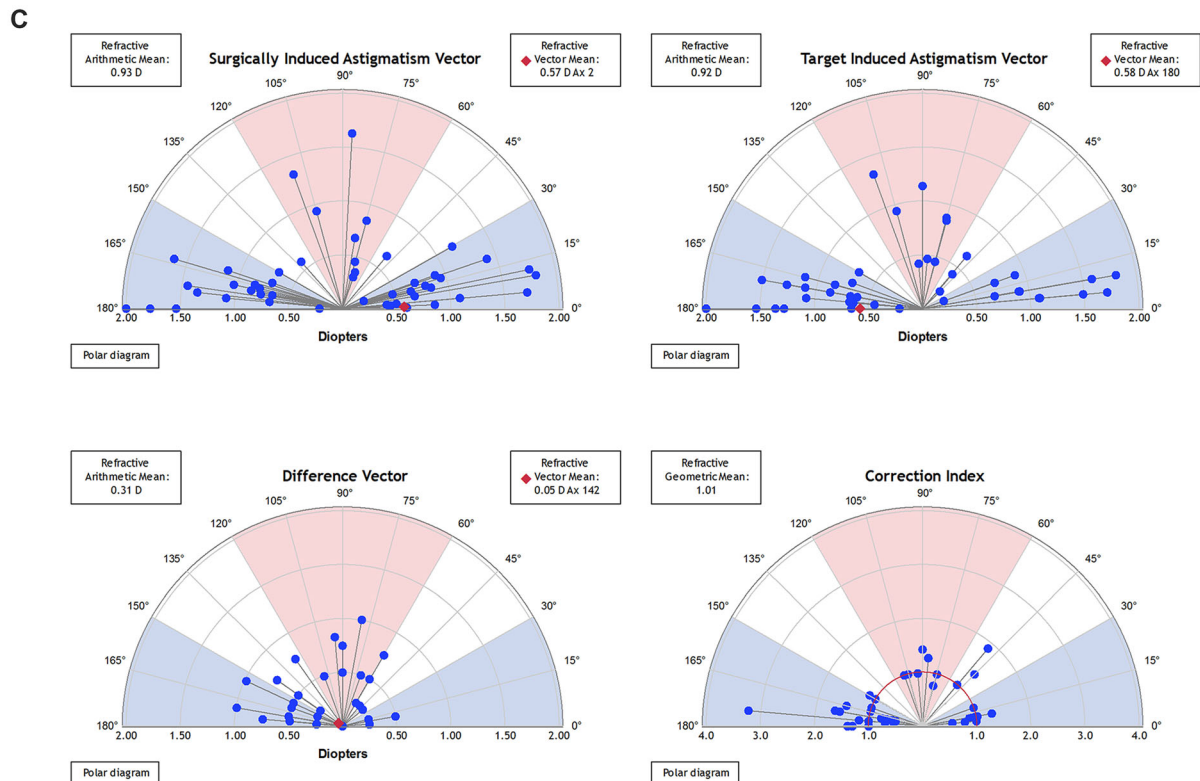 C
Refractive
Arithmetic Mean:
0.93 D
Surgically Induced Astigmatism Vector
Refractive
Vector Mean:
0.57 D Ax 2
90°
105°
75°
120°
60°
135°
45°
150°
30°
165°
15°
180°
0°
2.00
1.50
1.00
0.50
0.50
1.00
1.50
2.00
Diopters
Polar diagram
Refractive
Arithmetic Mean:
0.92 D
Target Induced Astigmatism Vector
Refractive
Vector Mean:
0.58 D Ax 180
90°
105°
75°
120°
60°
135°
45°
150°
30°
165°
15°
180°
0°
2.00
1.50
1.00
0.50
0.50
1.00
1.50
2.00
Diopters
Polar diagram
Refractive
Arithmetic Mean:
0.31 D
Difference Vector
Refractive
Vector Mean:
0.05 D Ax 142
90°
105°
75°
120°
60°
135°
45°
150°
30°
165°
15°
180°
0°
2.00
1.50
1.00
0.50
0.50
1.00
1.50
2.00
Diopters
Polar diagram
Refractive
Geometric Mean:
1.01
Correction Index
90°
105°
75°
120°
60°
135°
45°
150°
30°
165°
15°
180°
0°
4.0
3.0
2.0
1.0
1.0
2.0
3.0
4.0
Polar diagram